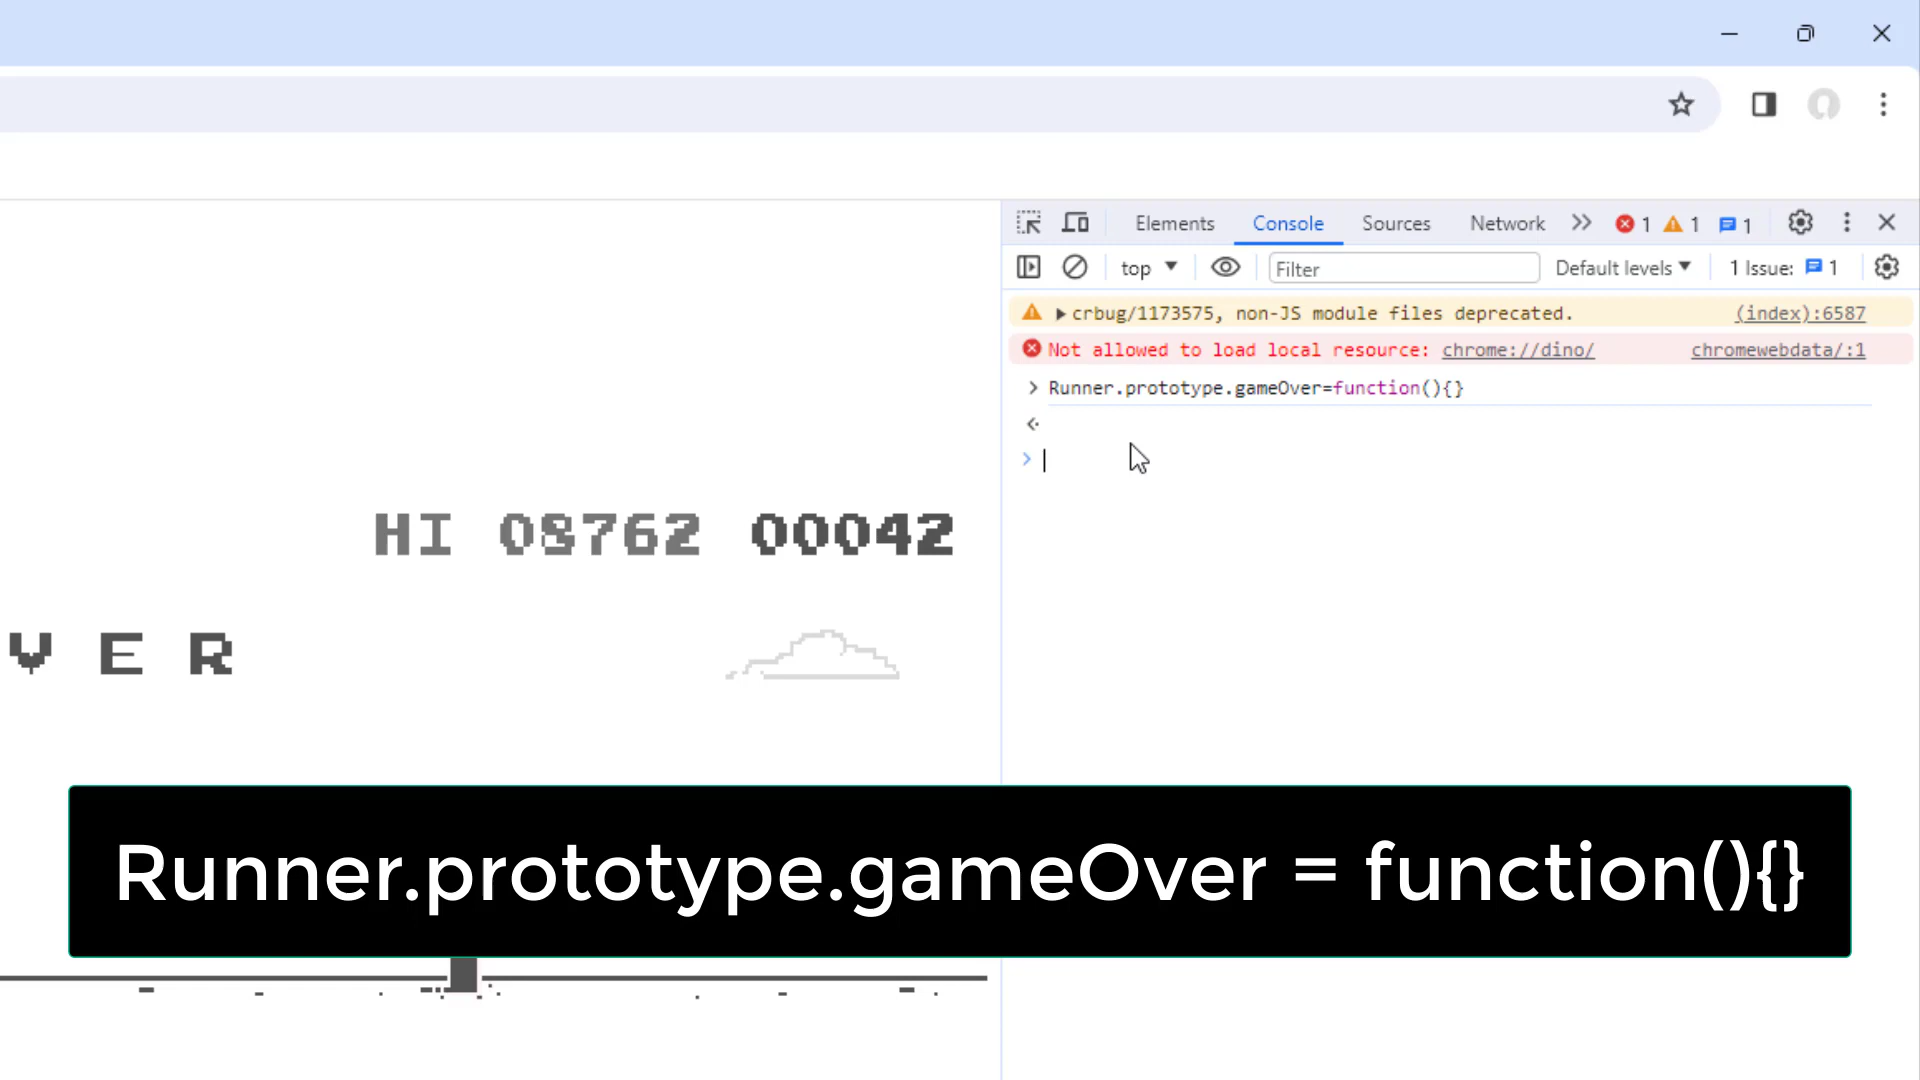 Elements Console Sources Network 1 1 1
top Filter Default levels 1 Issue: 1
crbug/1173575, non-JS module files deprecated. (index):6587
Not allowed to load local resource: chrome://dino/ chromewebdata/:1
> Runner.prototype.gameOver=function(){}
HI 08762 00042
V E R
Runner.prototype.gameOver = function(){}